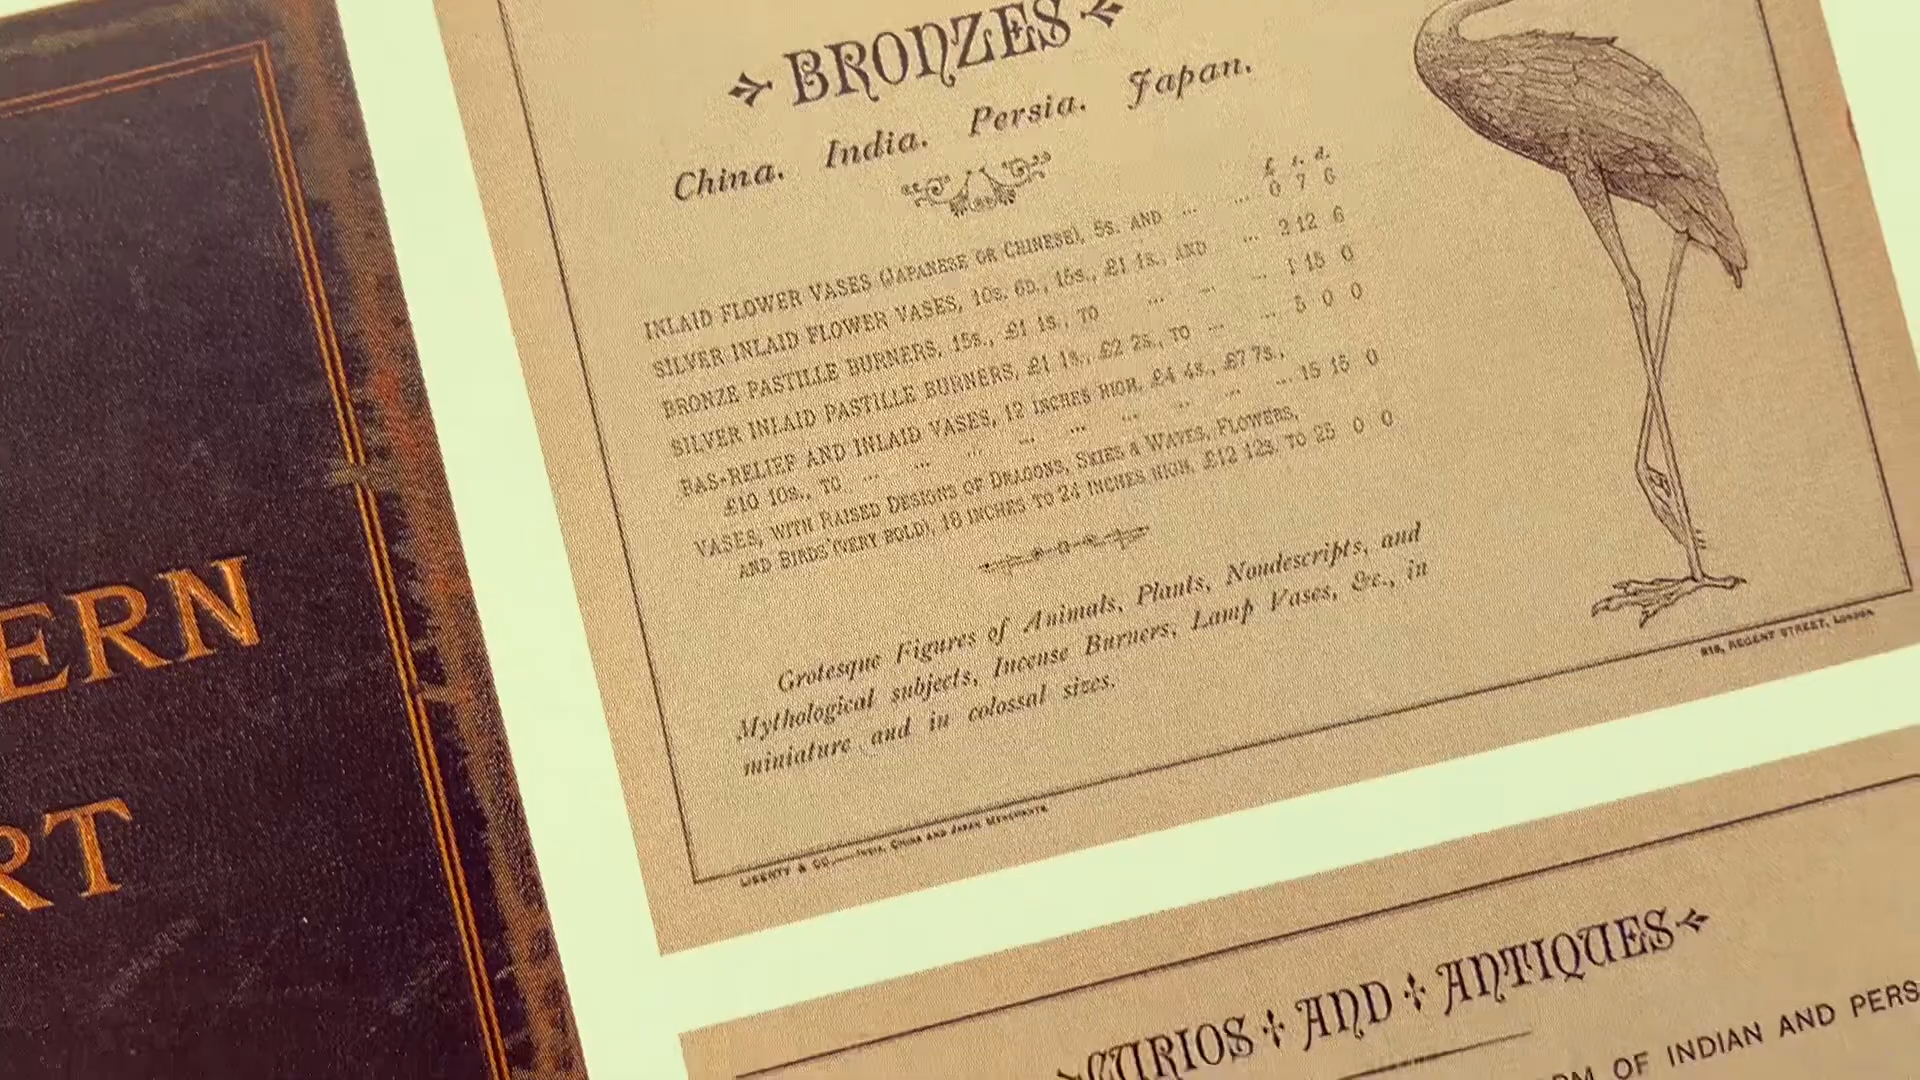 ERN
RT
BRONZES
China. India. Persia. Japan.
£ s. d.
INLAID FLOWER VASES (JAPANESE OR CHINESE), 5s. AND ... ... 0 7 6
SILVER INLAID FLOWER VASES, 10s. 6D., 15s., £1 1s., AND ... 2 12 6
BRONZE PASTILLE BURNERS, 15s., £1 1s., TO ... ... ... 1 15 0
SILVER INLAID PASTILLE BURNERS, £1 1s., £2 2s., TO ... ... 5 0 0
BAS-RELIEF AND INLAID VASES, 12 INCHES HIGH, £4 4s., £7 7s.,
£10 10s., TO ... ... ... ... ... ... ... ... 15 15 0
VASES, WITH RAISED DESIGNS OF DRAGONS, SKIES & WAVES, FLOWERS,
AND BIRDS (VERY BOLD), 18 INCHES TO 24 INCHES HIGH, £12 12s. TO 25 0 0
Grotesque Figures of Animals, Plants, Nondescripts, and
Mythological subjects, Incense Burners, Lamp Vases, &c., in
miniature and in colossal sizes.
LIBERTY & CO.—INDIA, CHINA AND JAPAN MERCHANTS
218, REGENT STREET, LONDON
CURIOS AND ANTIQUES
OF INDIAN AND PERS